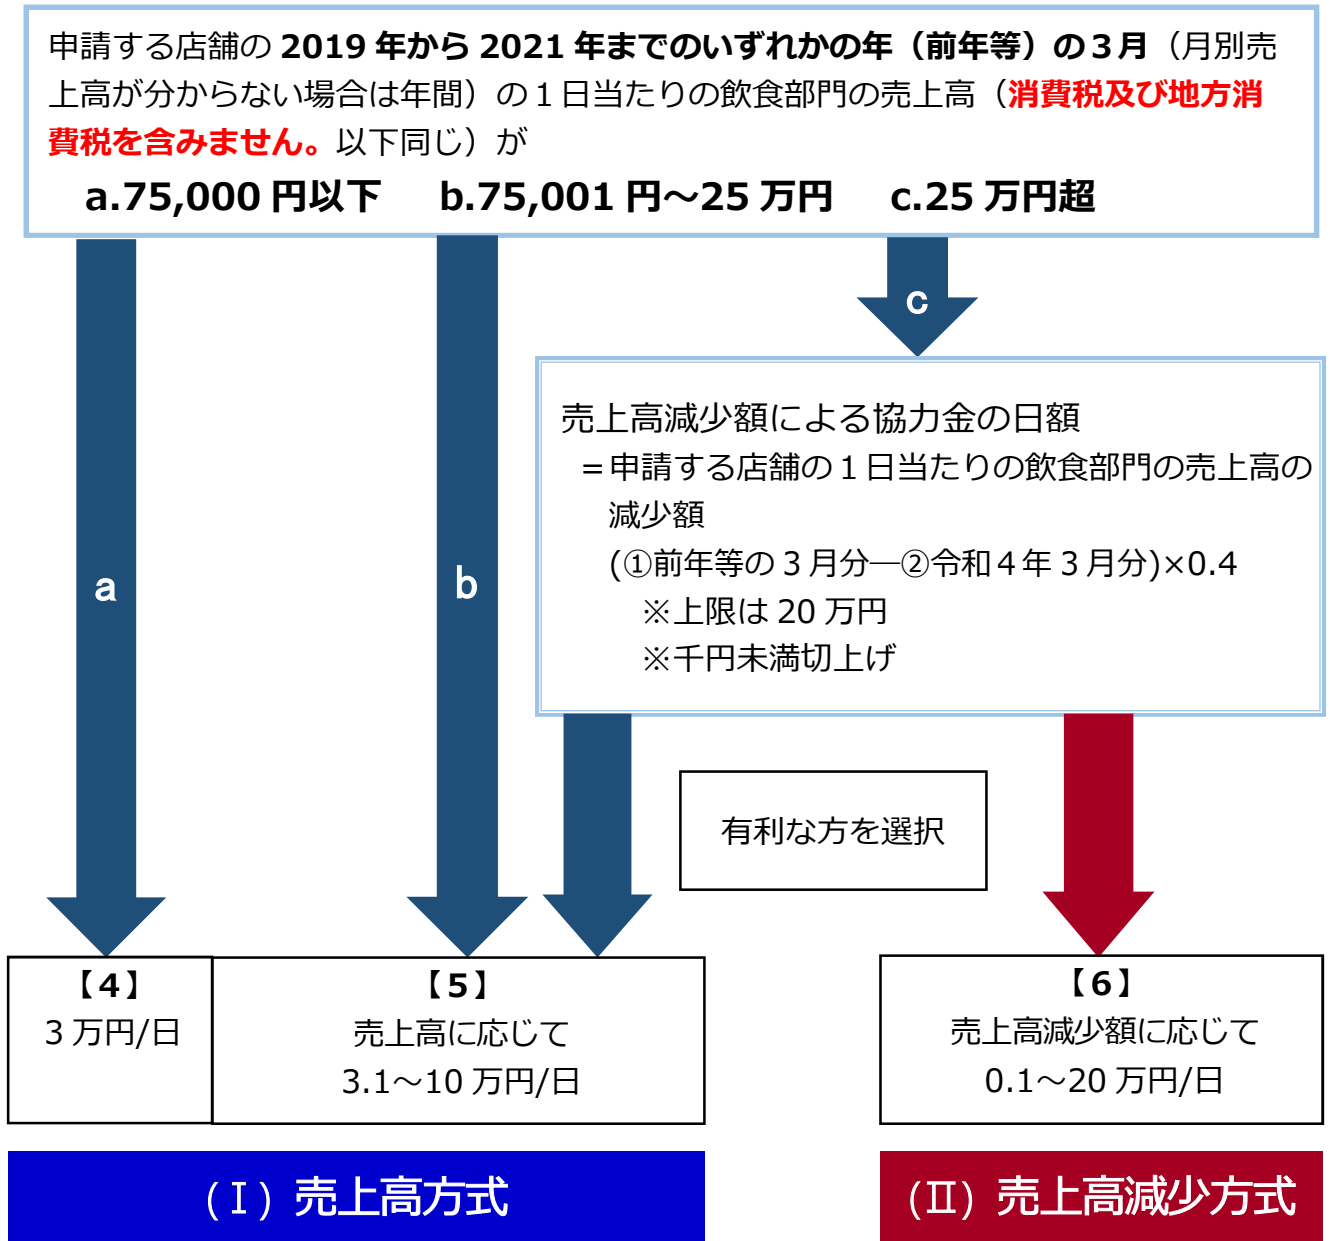 申請する店舗の 2019 年から 2021 年までのいずれかの年（前年等）の３月（月別売
上高が分からない場合は年間）の１日当たりの飲食部門の売上高（消費税及び地方消
費税を含みません。以下同じ）が
a.75,000 円以下 b.75,001 円～25 万円 c.25 万円超
c
売上高減少額による協力金の日額
＝申請する店舗の１日当たりの飲食部門の売上高の
減少額
(①前年等の３月分―②令和４年３月分)×0.4
※上限は 20 万円
※千円未満切上げ
a
b
有利な方を選択
【4】
3 万円/日
【5】
売上高に応じて
3.1～10 万円/日
【6】
売上高減少額に応じて
0.1～20 万円/日
(Ⅰ) 売上高方式
(Ⅱ) 売上高減少方式